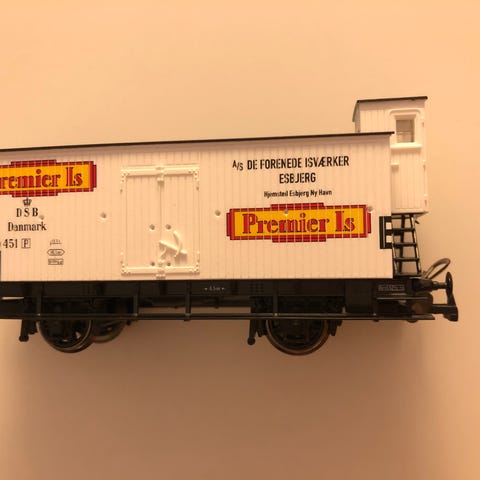 remier Is
DSB
Danmark
451 P
A/S DE FORENEDE ISVÆRKER
ESBJERG
Hjemsted Esbjerg Ny Havn
Premier Is